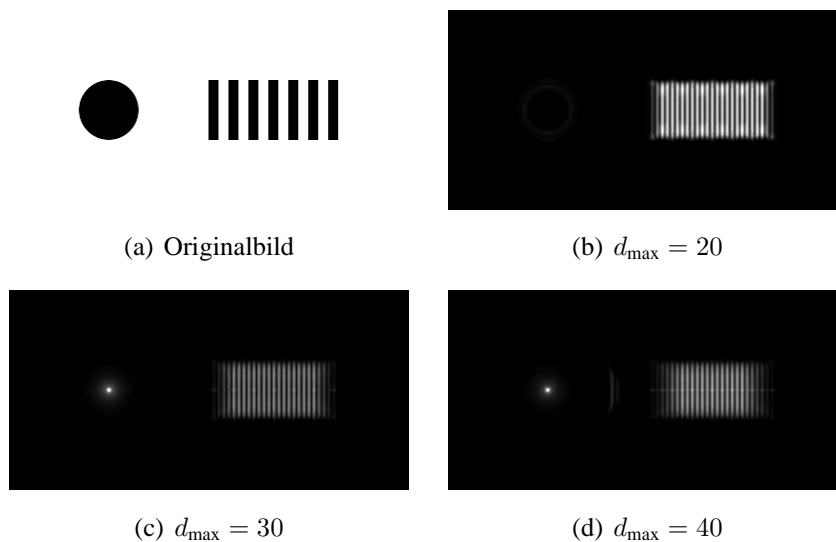 (a) Originalbild
(b) d_max = 20
(c) d_max = 30
(d) d_max = 40